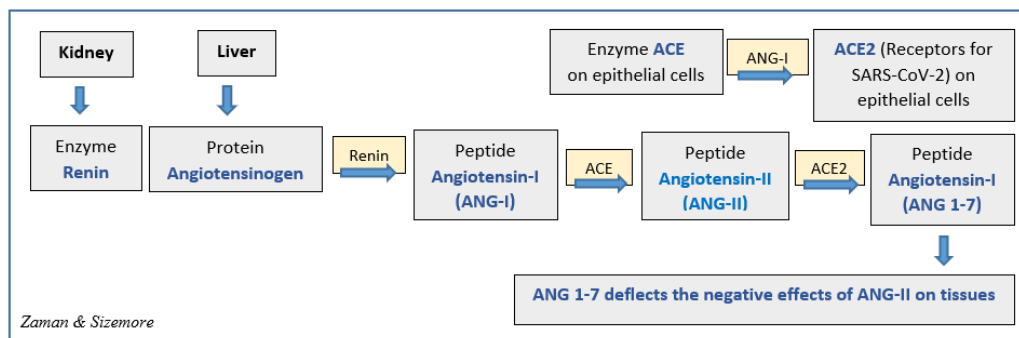 Kidney
Liver
Enzyme ACE
on epithelial cells
ANG-I
ACE2 (Receptors for
SARS-CoV-2) on
epithelial cells
Enzyme
Renin
Protein
Angiotensinogen
Renin
Peptide
Angiotensin-I
(ANG-I)
ACE
Peptide
Angiotensin-II
(ANG-II)
ACE2
Peptide
Angiotensin-I
(ANG 1-7)
ANG 1-7 deflects the negative effects of ANG-II on tissues
Zaman & Sizemore